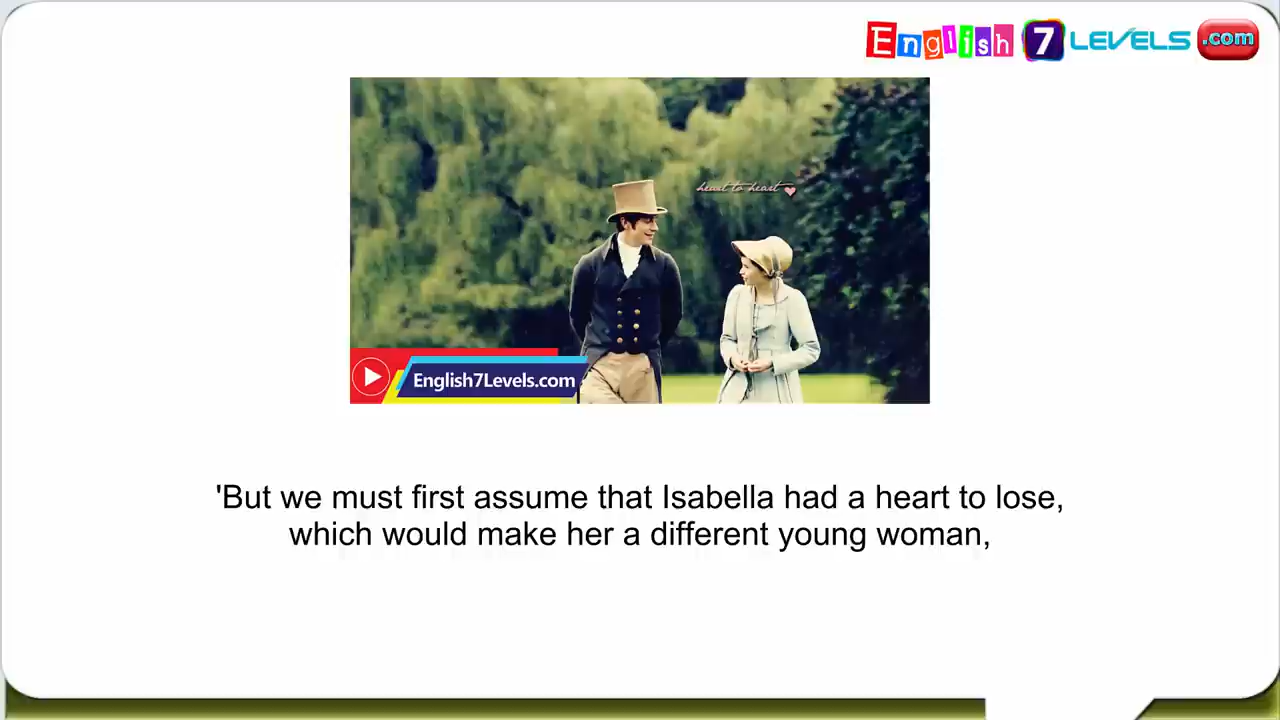 English 7 LEVELS .com
heart to heart
English7Levels.com
'But we must first assume that Isabella had a heart to lose,
which would make her a different young woman,